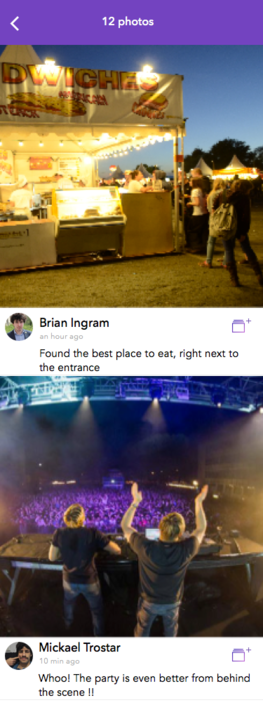 12 photos
DWICHES
Brian Ingram
an hour ago
Found the best place to eat, right next to
the entrance
Mickael Trostar
10 min ago
Whoo! The party is even better from behind
the scene !!